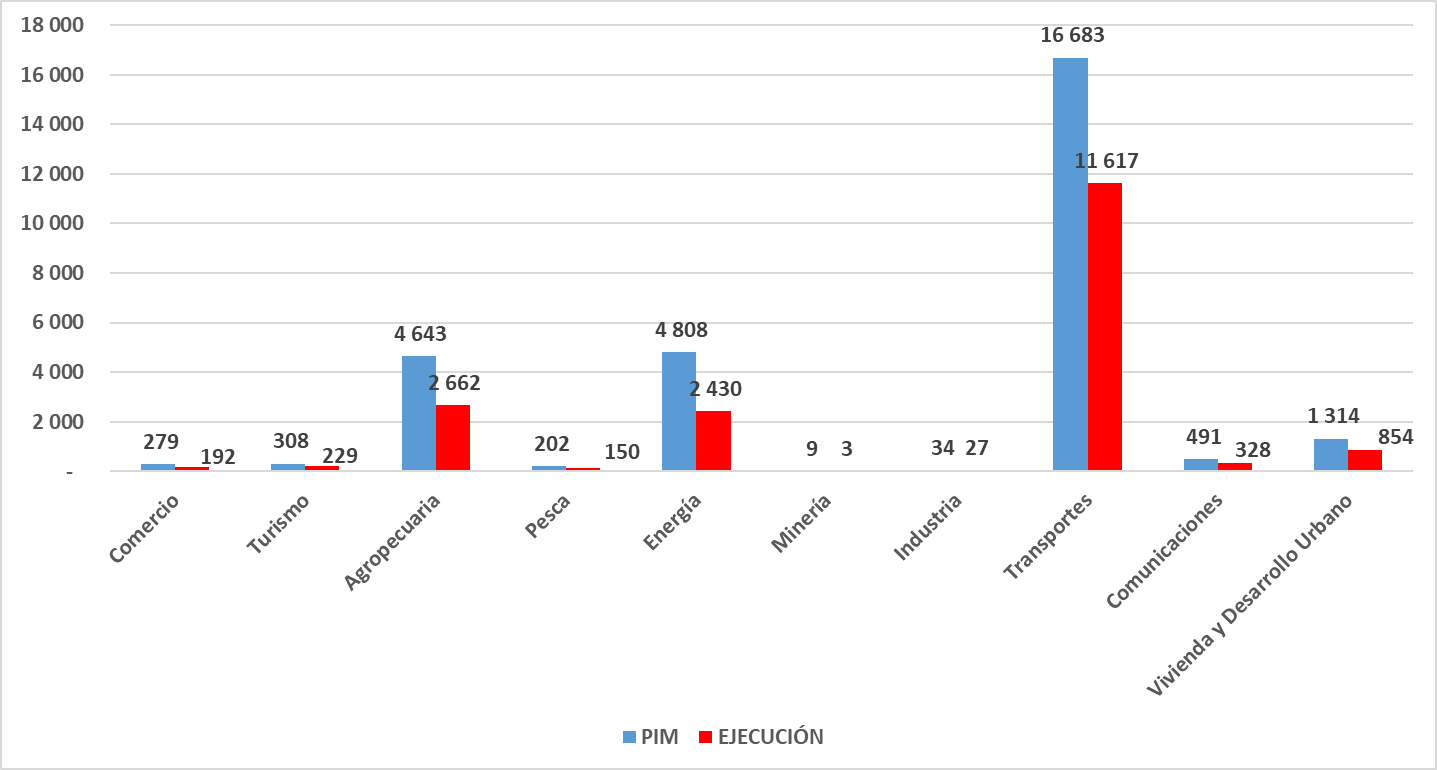 18 000
16 000
14 000
12 000
10 000
8 000
6 000
4 000
2 000
-
279
192
308
229
4 643
2 662
202
150
4 808
2 430
9
3
34
27
16 683
11 617
491
328
1 314
854
Comercio
Turismo
Agropecuaria
Pesca
Energía
Minería
Industria
Transportes
Comunicaciones
Vivienda y Desarrollo Urbano
PIM
EJECUCIÓN